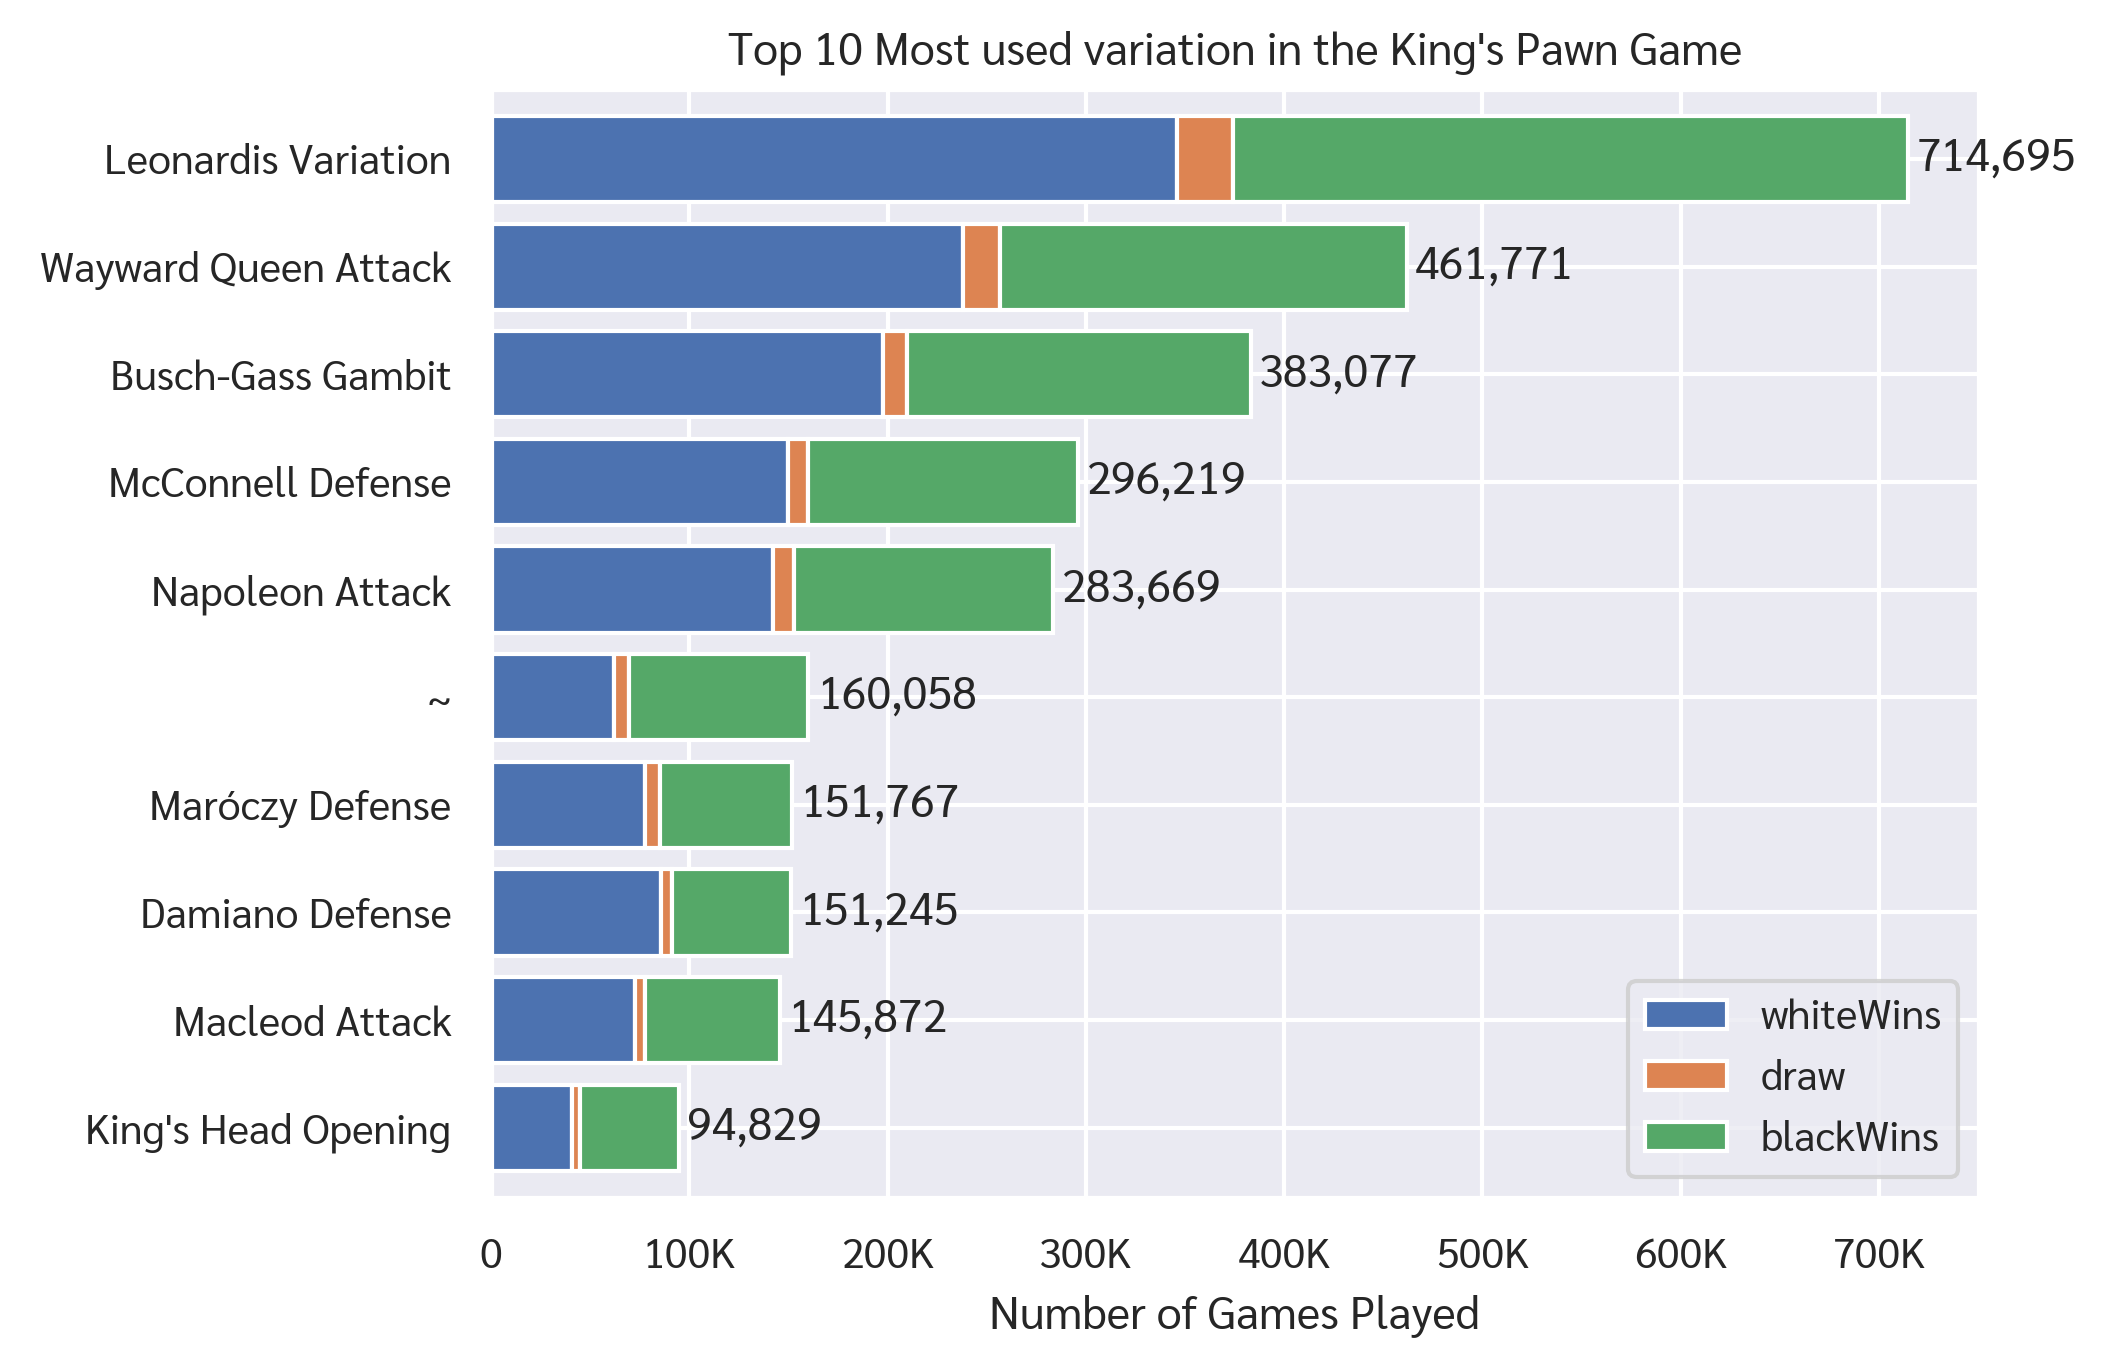 Top 10 Most used variation in the King's Pawn Game
Leonardis Variation
714,695
Wayward Queen Attack
461,771
Busch-Gass Gambit
383,077
McConnell Defense
296,219
Napoleon Attack
283,669
~
160,058
Maróczy Defense
151,767
Damiano Defense
151,245
Macleod Attack
145,872
King's Head Opening
94,829
whiteWins
draw
blackWins
0 100K 200K 300K 400K 500K 600K 700K
Number of Games Played